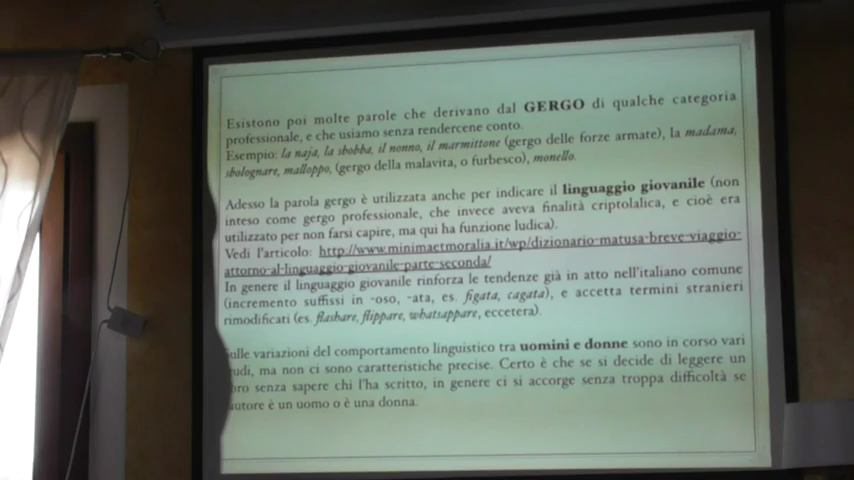 Esistono poi molte parole che derivano dal GERGO di qualche categoria
professionale, e che usiamo senza rendercene conto.
Esempio: la naja, la sbobba, il nonno, il marmittone (gergo delle forze armate), la madama,
sbolognare, malloppo, (gergo della malavita, o furbesco), monello.
Adesso la parola gergo è utilizzata anche per indicare il linguaggio giovanile (non
inteso come gergo professionale, che invece aveva finalità criptolalica, e cioè era
utilizzato per non farsi capire, ma qui ha funzione ludica).
Vedi l'articolo: http://www.minimaetmoralia.it/wp/dizionario-matusa-breve-viaggio-
attorno-al-linguaggio-giovanile-parte-seconda/
In genere il linguaggio giovanile rinforza le tendenze già in atto nell'italiano comune
(incremento suffissi in -oso, -ata, es. figata, cagata), e accetta termini stranieri
rimodificati (es. flashare, flippare, whatsappare, eccetera).
ulle variazioni del comportamento linguistico tra uomini e donne sono in corso vari
udi, ma non ci sono caratteristiche precise. Certo è che se si decide di leggere un
bro senza sapere chi l'ha scritto, in genere ci si accorge senza troppa difficoltà se
autore è un uomo o è una donna.